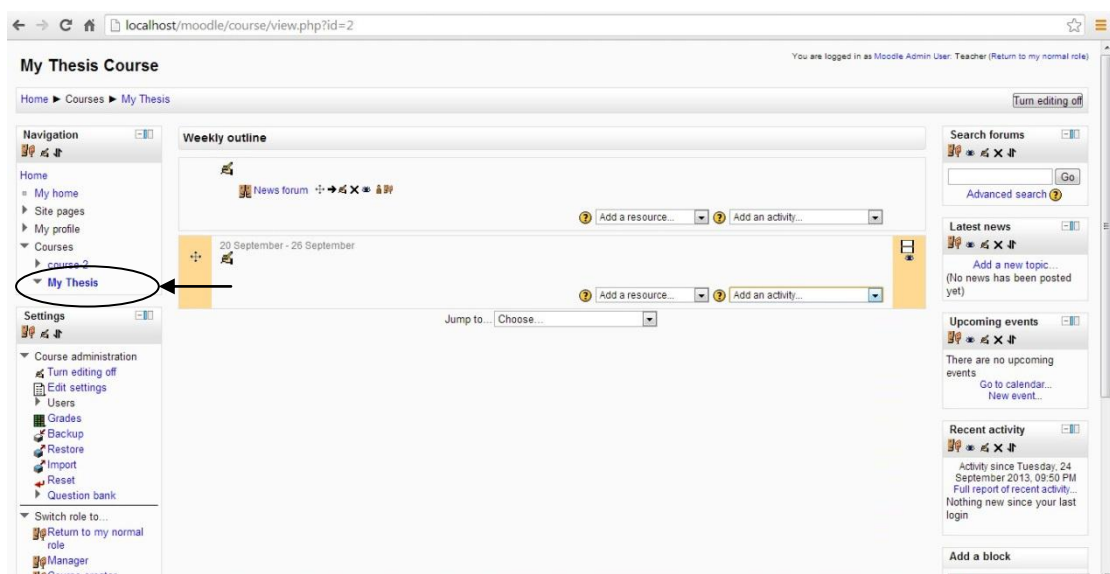 localhost/moodle/course/view.php?id=2
My Thesis Course
You are logged in as Moodle Admin User: Teacher (Return to my normal role)
Home ► Courses ► My Thesis
Turn editing off
Navigation
Home
My home
Site pages
My profile
Courses
course-2
My Thesis
Settings
Course administration
Turn editing off
Edit settings
Users
Grades
Backup
Restore
Import
Reset
Question bank
Switch role to...
Return to my normal
role
Manager
Course creator
Weekly outline
News forum
Add a resource... Add an activity...
20 September - 26 September
Add a resource... Add an activity...
Jump to... Choose...
Search forums
Go
Advanced search
Latest news
Add a new topic...
(No news has been posted
yet)
Upcoming events
There are no upcoming
events
Go to calendar...
New event...
Recent activity
Activity since Tuesday, 24
September 2013, 09:50 PM
Full report of recent activity...
Nothing new since your last
login
Add a block